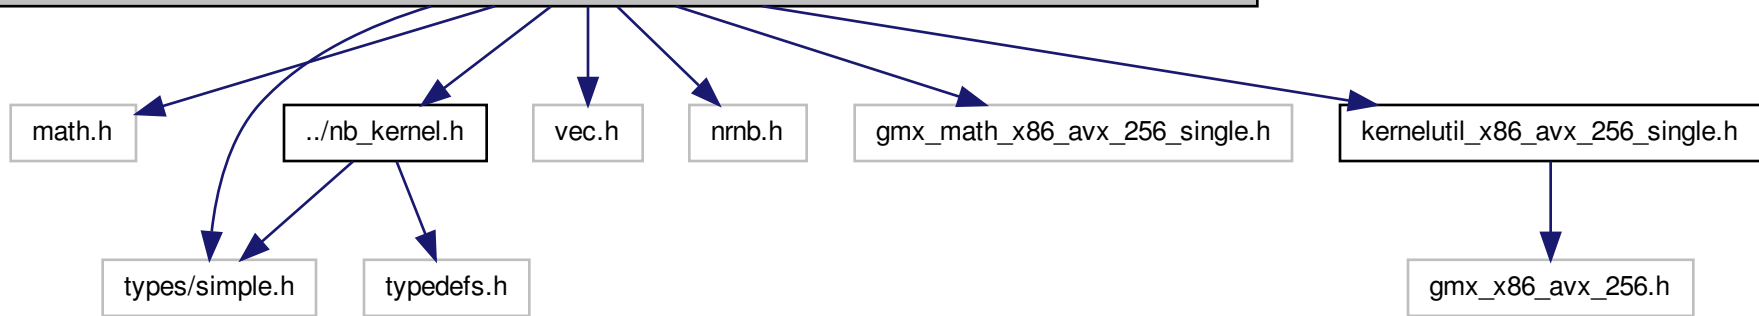 math.h
../nb_kernel.h
vec.h
nrnb.h
gmx_math_x86_avx_256_single.h
kernelutil_x86_avx_256_single.h
types/simple.h
typedefs.h
gmx_x86_avx_256.h